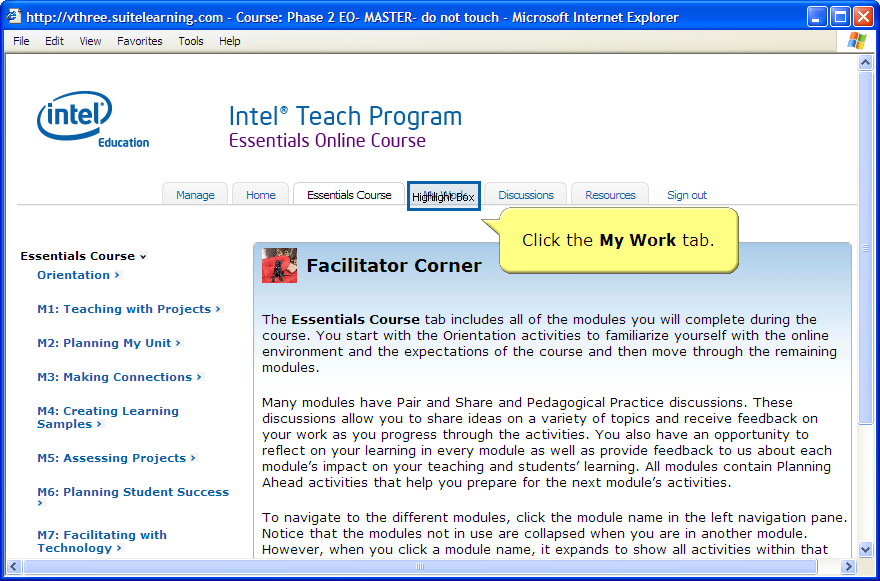 http://vthree.suitelearning.com - Course: Phase 2 EO- MASTER- do not touch - Microsoft Internet Explorer
File Edit View Favorites Tools Help
intel®
Education
Intel® Teach Program
Essentials Online Course
Manage Home Essentials Course Highlight Box Discussions Resources Sign out
Click the My Work tab.
Essentials Course
Orientation ›
M1: Teaching with Projects ›
M2: Planning My Unit ›
M3: Making Connections ›
M4: Creating Learning
Samples ›
M5: Assessing Projects ›
M6: Planning Student Success
›
M7: Facilitating with
Technology ›
Facilitator Corner
The Essentials Course tab includes all of the modules you will complete during the
course. You start with the Orientation activities to familiarize yourself with the online
environment and the expectations of the course and then move through the remaining
modules.
Many modules have Pair and Share and Pedagogical Practice discussions. These
discussions allow you to share ideas on a variety of topics and receive feedback on
your work as you progress through the activities. You also have an opportunity to
reflect on your learning in every module as well as provide feedback to us about each
module's impact on your teaching and students' learning. All modules contain Planning
Ahead activities that help you prepare for the next module's activities.
To navigate to the different modules, click the module name in the left navigation pane.
Notice that the modules not in use are collapsed when you are in another module.
However, when you click a module name, it expands to show all activities within that